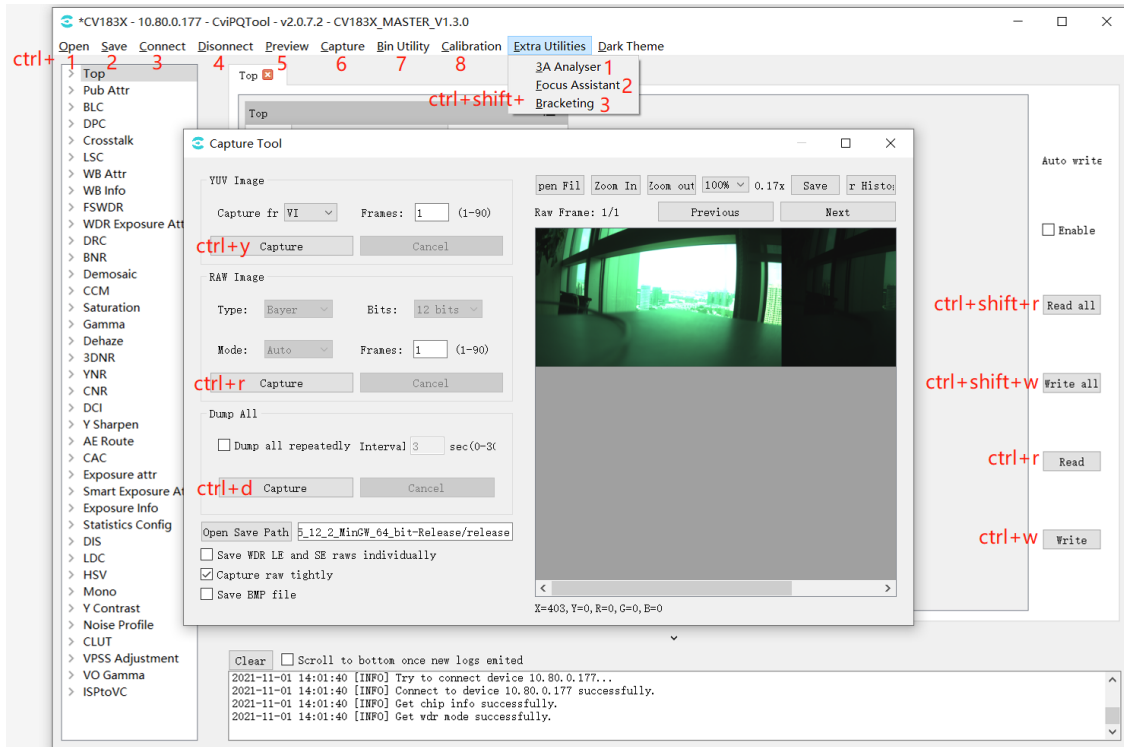 *CV183X - 10.80.0.177 - CviPQTool - v2.0.7.2 - CV183X_MASTER_V1.3.0
Open Save Connect Disconnect Preview Capture Bin Utility Calibration Extra Utilities Dark Theme
ctrl+ 1 2 3 4 5 6 7 8
3A Analyser 1
Focus Assistant 2
ctrl+shift+ Bracketing 3
Top
Pub Attr
BLC
DPC
Crosstalk
LSC
WB Attr
WB Info
FSWDR
WDR Exposure Att
DRC
BNR
Demosaic
CCM
Saturation
Gamma
Dehaze
3DNR
YNR
CNR
DCI
Y Sharpen
AE Route
CAC
Exposure attr
Smart Exposure At
Exposure Info
Statistics Config
DIS
LDC
HSV
Mono
Y Contrast
Noise Profile
CLUT
VPSS Adjustment
VO Gamma
ISPtoVC
Top
Top
Capture Tool
YUV Image
Capture fr VI Frames: 1 (1-90)
ctrl+y Capture Cancel
RAW Image
Type: Bayer Bits: 12 bits
Mode: Auto Frames: 1 (1-90)
ctrl+r Capture Cancel
Dump All
Dump all repeatedly Interval 3 sec(0-3(
ctrl+d Capture Cancel
Open Save Path 5_12_2_MinGW_64_bit-Release/release
Save WDR LE and SE raws individually
Capture raw tightly
Save BMP file
pen Fil Zoom In Zoom out 100% 0.17x Save r Histo
Raw Frame: 1/1 Previous Next
X=403,Y=0,R=0,G=0,B=0
Auto write
Enable
ctrl+shift+r Read all
ctrl+shift+w Write all
ctrl+r Read
ctrl+w Write
Clear Scroll to bottom once new logs emited
2021-11-01 14:01:40 [INFO] Try to connect device 10.80.0.177...
2021-11-01 14:01:40 [INFO] Connect to device 10.80.0.177 successfully.
2021-11-01 14:01:40 [INFO] Get chip info successfully.
2021-11-01 14:01:40 [INFO] Get wdr mode successfully.